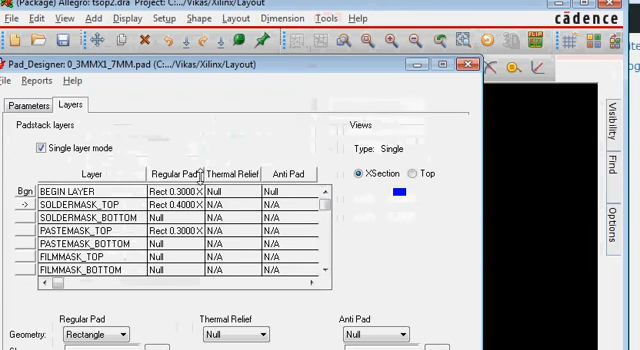 (Package) Allegro: tsop2.dra Project: C:.../Vikas/Xilinx/Layout
File Edit View Add Display Setup Shape Layout Dimension Tools Help
cādence
Pad_Designer: 0_3MMX1_7MM.pad (C:.../Vikas/Xilinx/Layout)
File Reports Help
Parameters Layers
Padstack layers Views
Single layer mode Type: Single
Layer Regular Pad Thermal Relief Anti Pad XSection Top
Bgn BEGIN LAYER Rect 0.3000 X Null Null
-> SOLDERMASK_TOP Rect 0.4000 X N/A N/A
SOLDERMASK_BOTTOM Null N/A N/A
PASTEMASK_TOP Rect 0.3000 X N/A N/A
PASTEMASK_BOTTOM Null N/A N/A
FILMMASK_TOP Null N/A N/A
FILMMASK_BOTTOM Null N/A N/A
Regular Pad Thermal Relief Anti Pad
Geometry: Rectangle Null Null
Visibility
Find
Options